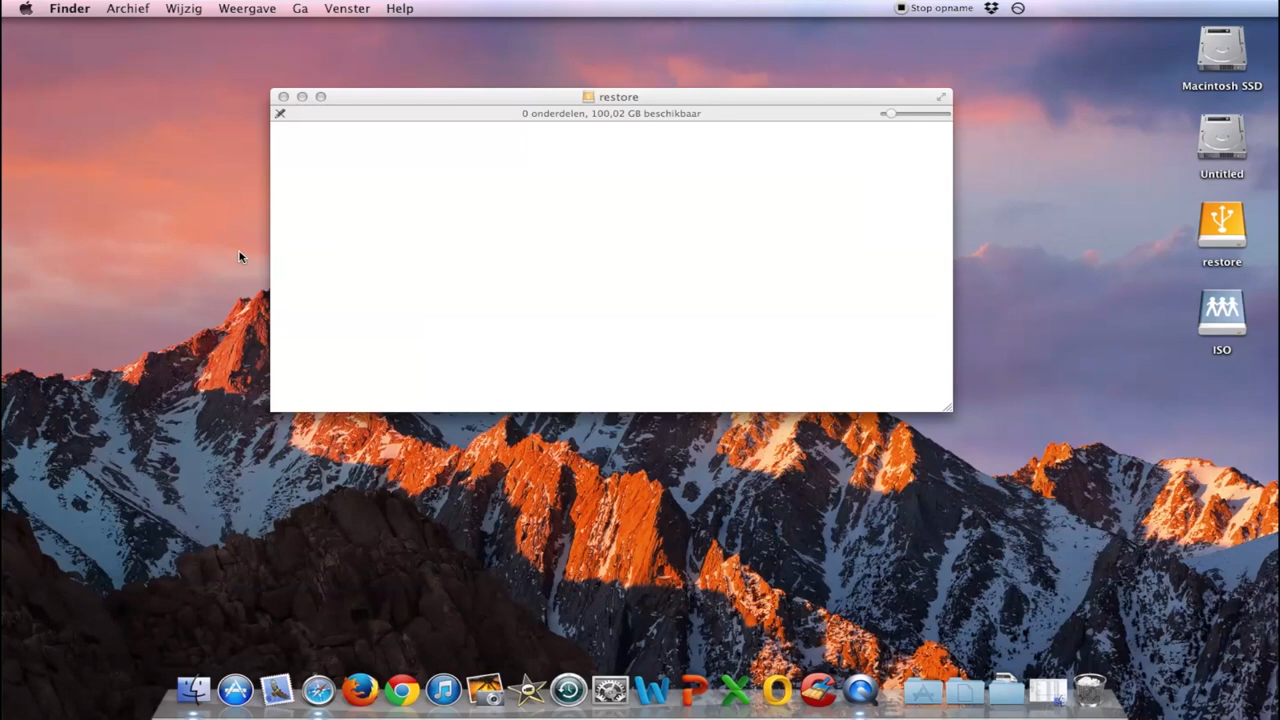 Finder Archief Wijzig Weergave Ga Venster Help Stop opname
restore
0 onderdelen, 100,02 GB beschikbaar
Macintosh SSD
Untitled
restore
ISO